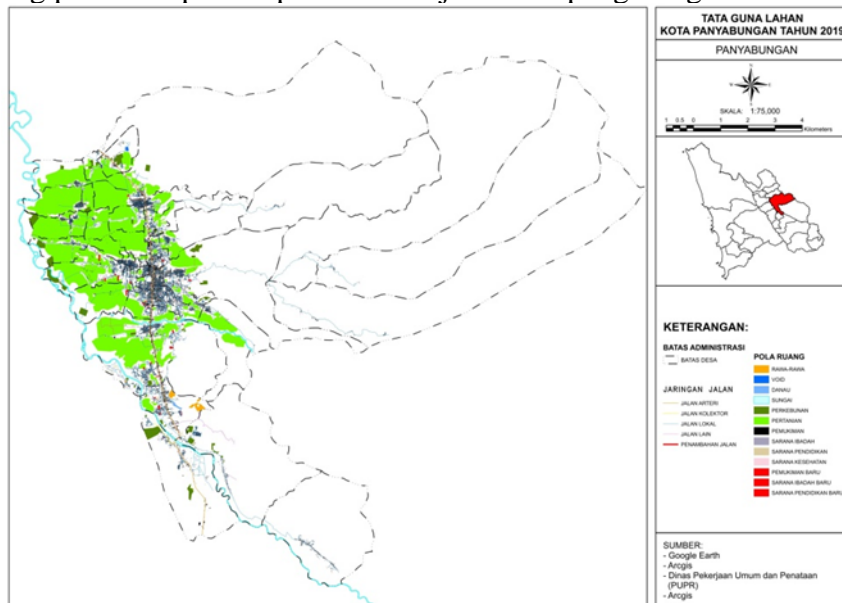 TATA GUNA LAHAN
KOTA PANYABUNGAN TAHUN 2019
PANYABUNGAN
SKALA: 1:75,000
1 0.5 0 1 2 3 4
Kilometers
KETERANGAN:
BATAS ADMINISTRASI
BATAS DESA
JARINGAN JALAN
JALAN ARTERI
JALAN KOLEKTOR
JALAN LOKAL
JALAN LAIN
PENAMBAHAN JALAN
POLA RUANG
RAWA-RAWA
VOID
DANAU
SUNGAI
PERKEBUNAN
PERTANIAN
PEMUKIMAN
SARANA IBADAH
SARANA PENDIDIKAN
SARANA KESEHATAN
PEMUKIMAN BARU
SARANA IBADAH BARU
SARANA PENDIDIKAN BARU
SUMBER:
- Google Earth
- Arcgis
- Dinas Pekerjaan Umum dan Penataan
(PUPR)
- Arcgis